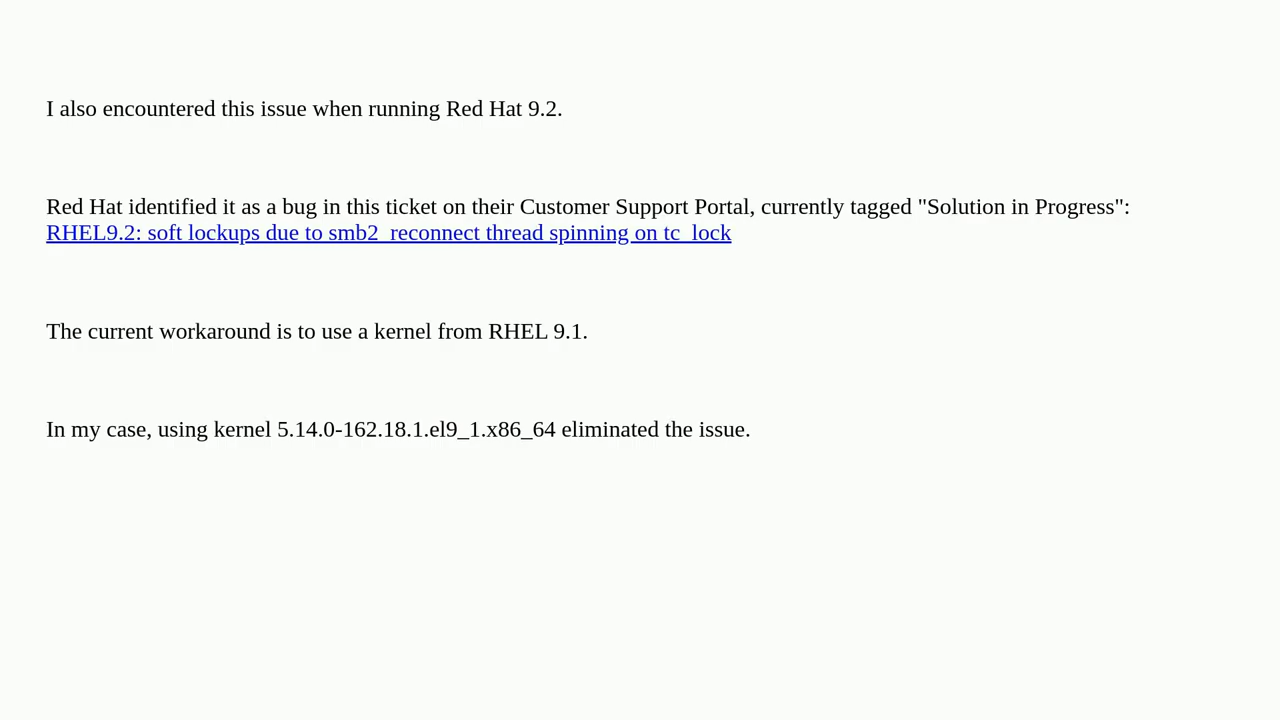 I also encountered this issue when running Red Hat 9.2.
Red Hat identified it as a bug in this ticket on their Customer Support Portal, currently tagged "Solution in Progress":
RHEL9.2: soft lockups due to smb2_reconnect thread spinning on tc_lock
The current workaround is to use a kernel from RHEL 9.1.
In my case, using kernel 5.14.0-162.18.1.el9_1.x86_64 eliminated the issue.